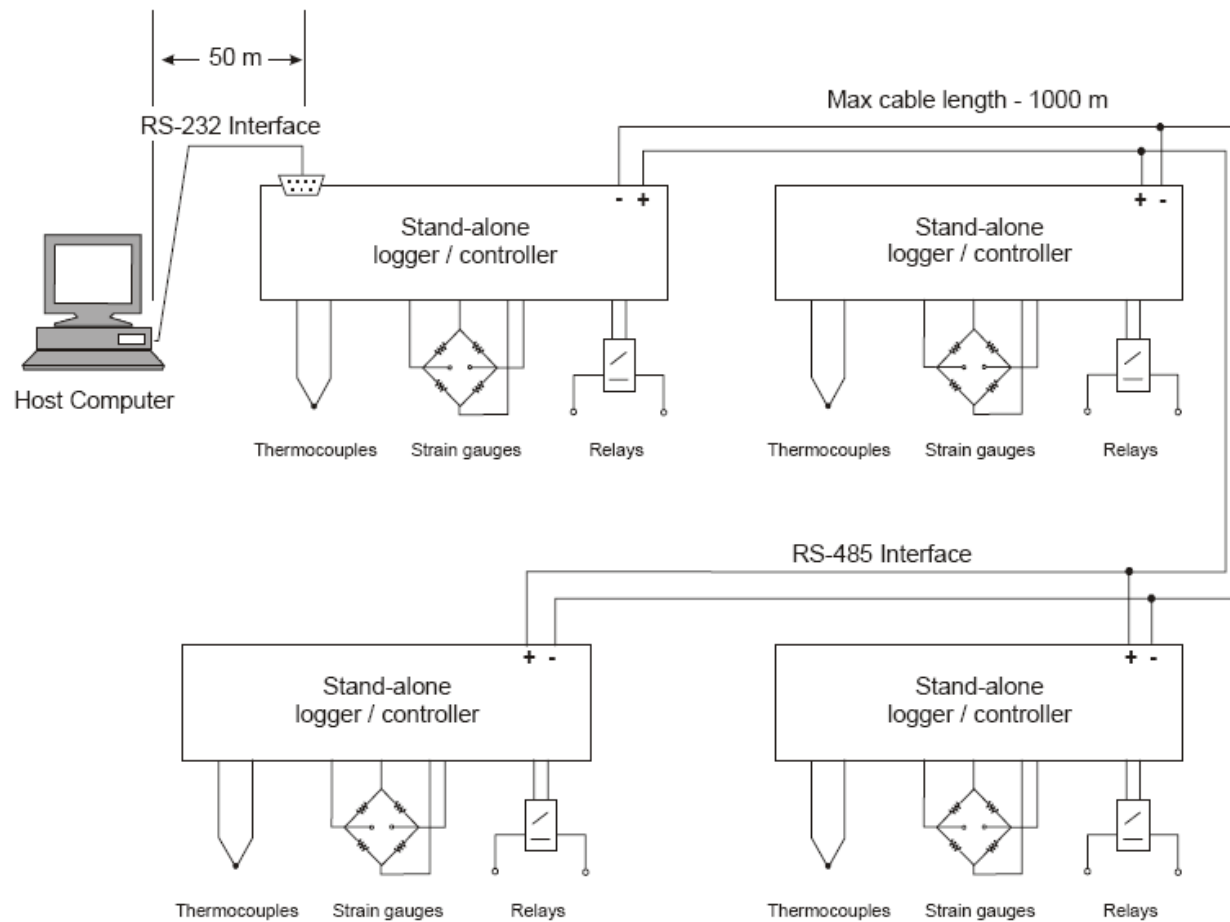 50 m
RS-232 Interface
Max cable length - 1000 m
- +
+ -
Stand-alone
logger / controller
Stand-alone
logger / controller
Host Computer
Thermocouples
Strain gauges
Relays
Thermocouples
Strain gauges
Relays
RS-485 Interface
+ -
+ -
Stand-alone
logger / controller
Stand-alone
logger / controller
Thermocouples
Strain gauges
Relays
Thermocouples
Strain gauges
Relays